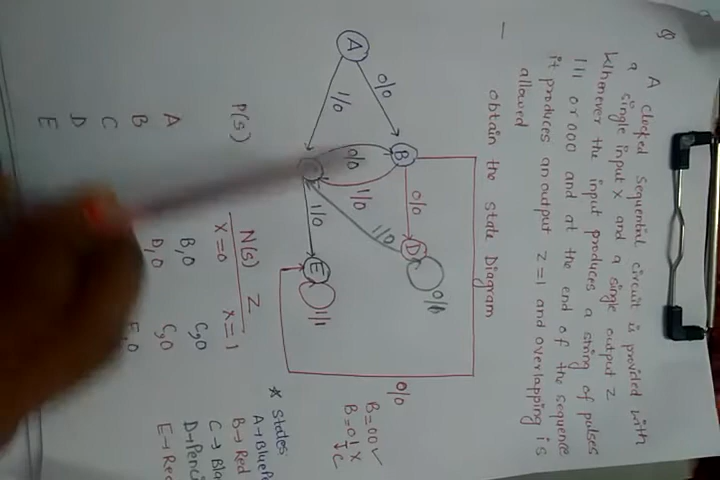 Q A clocked sequential circuit is provided with
a single input X and a single output Z
Whenever the input produces a string of pulses
111 or 000 and at the end of the sequence
it produces an output Z=1 and overlapping is
allowed
— obtain the state Diagram
A
0/0
1/0
B
0/0
1/0
0/0
D
0/1
1/0
1/0
E
1/1
0/0
B=00✓
B=01X
↓C
P(s) N(s) Z
X=0 X=1
A B,0 C,0
B D,0 C,0
C E,0
D
E
* states
A→Blue
B→Red
C→
D→Penci
E→Re